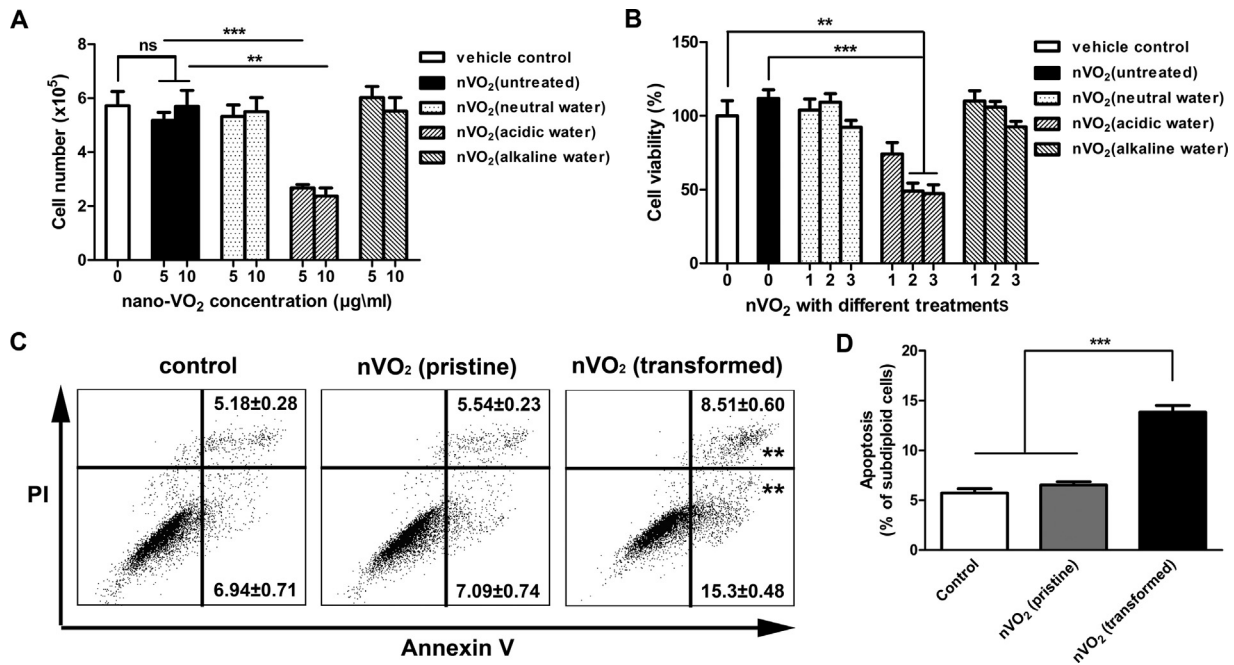 A
Cell number (x10⁵)
8
6
4
2
0
ns
***
**
0 5 10 5 10 5 10 5 10
nano-VO₂ concentration (µg\ml)
vehicle control
nVO₂(untreated)
nVO₂(neutral water)
nVO₂(acidic water)
nVO₂(alkaline water)
B
Cell viability (%)
150
100
50
0
**
***
0 0 1 2 3 1 2 3 1 2 3
nVO₂ with different treatments
vehicle control
nVO₂(untreated)
nVO₂(neutral water)
nVO₂(acidic water)
nVO₂(alkaline water)
C
control
nVO₂ (pristine)
nVO₂ (transformed)
PI
5.18±0.28
6.94±0.71
5.54±0.23
7.09±0.74
8.51±0.60
**
**
15.3±0.48
Annexin V
D
Apoptosis
(% of subdiploid cells)
20
15
10
5
0
***
Control
nVO₂ (pristine)
nVO₂ (transformed)